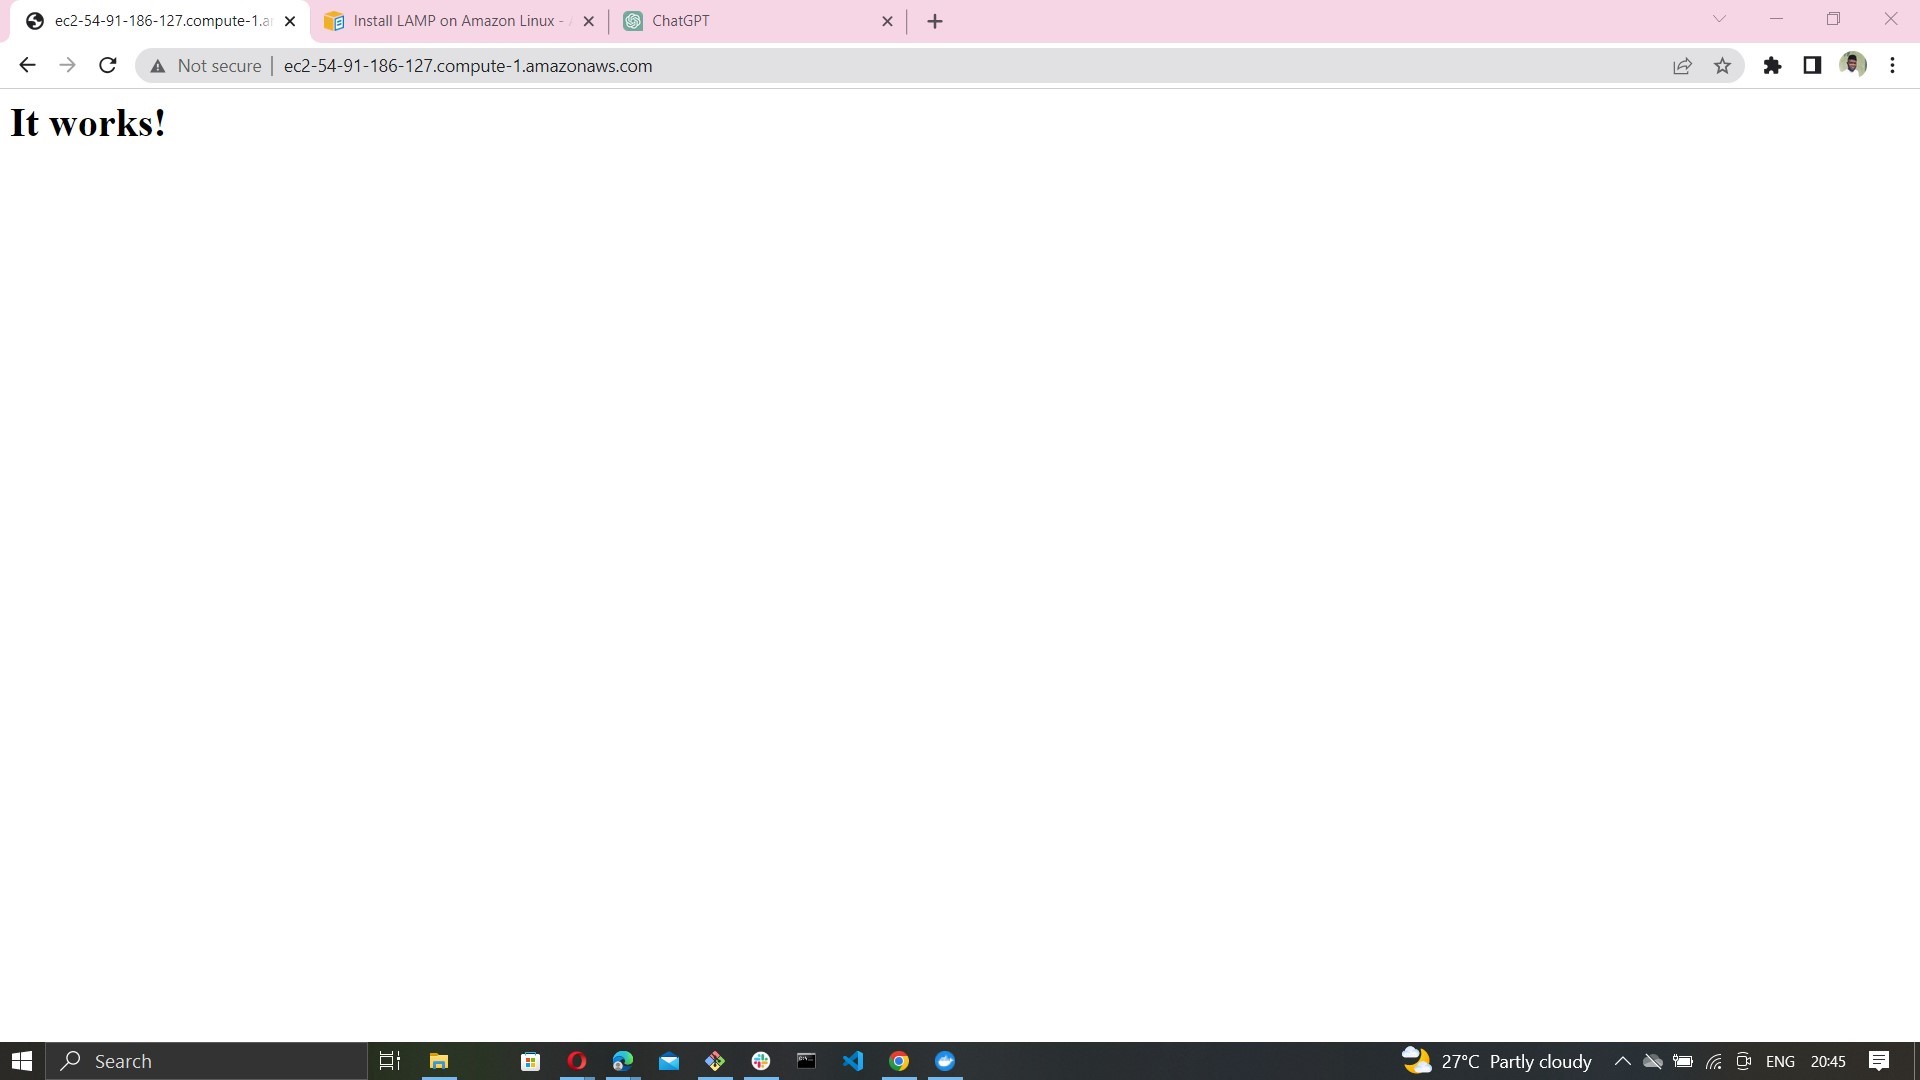 ec2-54-91-186-127.compute-1.a
Install LAMP on Amazon Linux -
ChatGPT
Not secure
ec2-54-91-186-127.compute-1.amazonaws.com
It works!
Search
27°C Partly cloudy
ENG
20:45